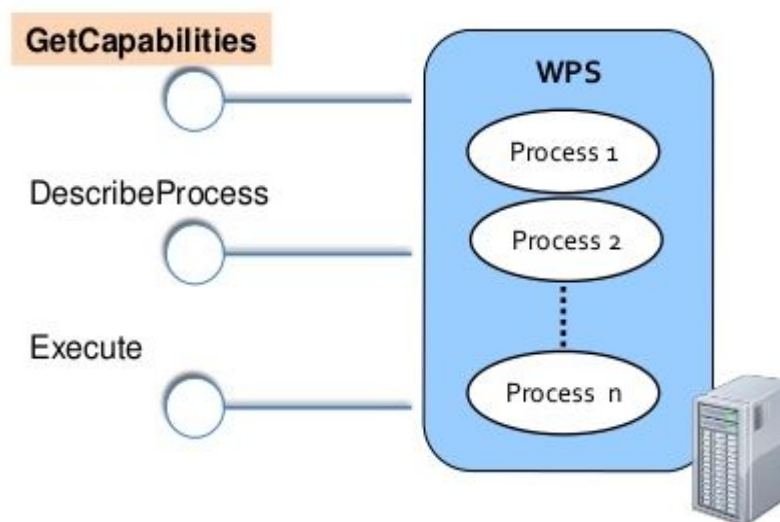 GetCapabilities
WPS
Process 1
DescribeProcess
Process 2
Execute
Process n